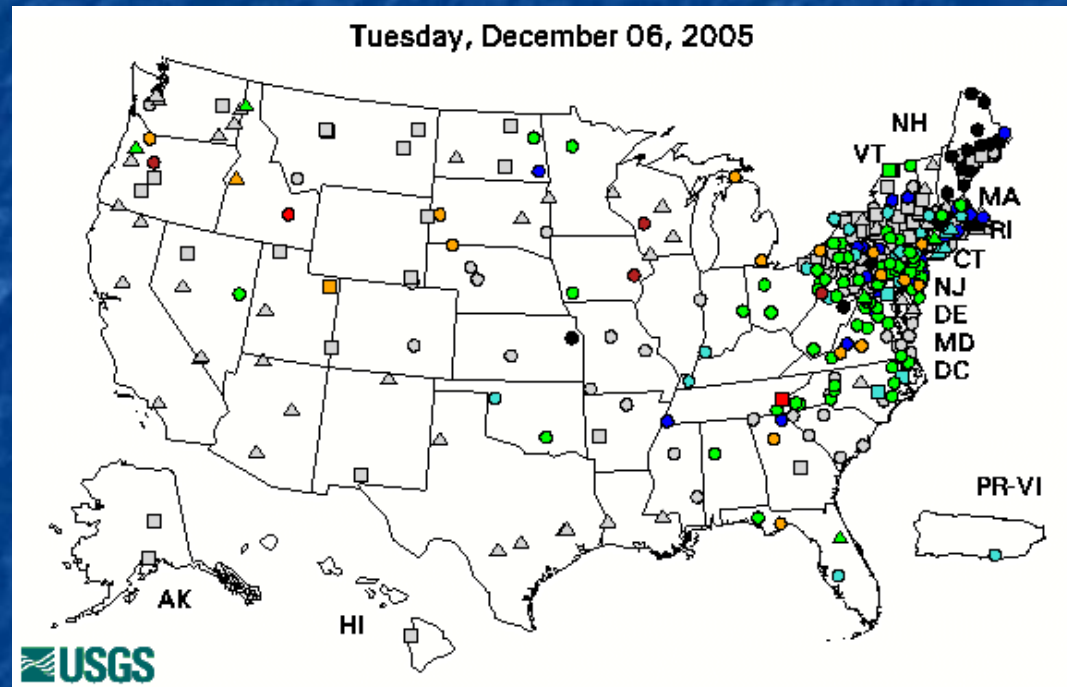 Tuesday, December 06, 2005
NH
VT
MA
RI
CT
NJ
DE
MD
DC
PR-VI
AK
HI
USGS